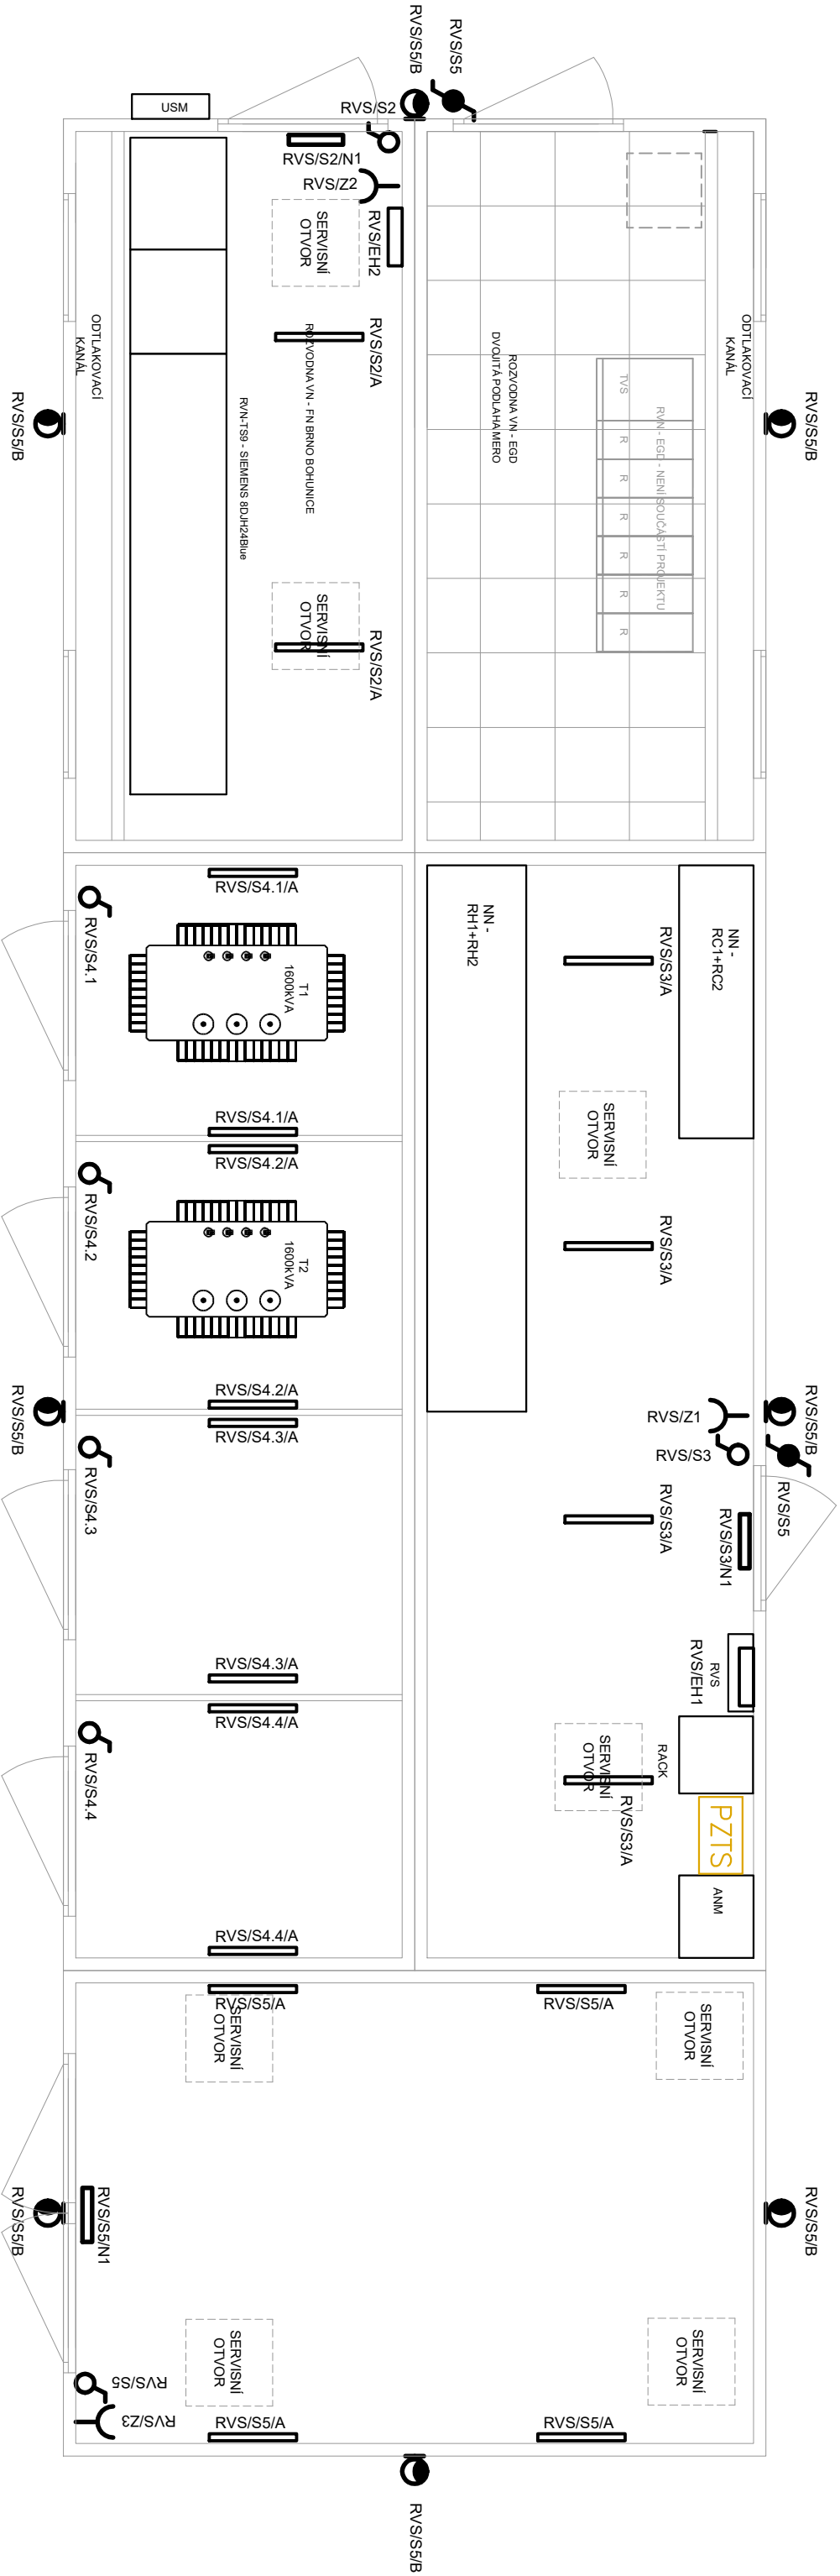 RVS/S5/B
RVS/S5
USM
RVS/S2
RVS/S2/N1
RVS/Z2
RVS/EH2
SERVISNÍ
OTVOR
ODTLAKOVACÍ
KANÁL
ODTLAKOVACÍ
KANÁL
RVS/S2/A
ROZVODNA VN - FN BRNO BOHUNICE
ROZVODNA VN - EGD
DVOJITÁ PODLAHA MERO
TVS
R
R
R
R
R
R
RVN - EGD - NENÍ SOUČÁSTÍ PROJEKTU
RVS/S5/B
RVS/S5/B
RVN-TS9 - SIEMENS 8DJH24Blue
SERVISNÍ
OTVOR
RVS/S2/A
RVS/S4.1/A
RVS/S4.1
T1
1600kVA
NN -
RH1+RH2
NN -
RC1+RC2
RVS/S3/A
RVS/S4.1/A
SERVISNÍ
OTVOR
RVS/S4.2/A
RVS/S4.2
T2
1600kVA
RVS/S3/A
RVS/S4.2/A
RVS/S5/B
RVS/Z1
RVS/S5/B
RVS/S4.3/A
RVS/S3
RVS/S5
RVS/S4.3
RVS/S3/A
RVS/S3/N1
RVS/S4.3/A
RVS
RVS/EH1
RVS/S4.4/A
RVS/S4.4
SERVISNÍ
OTVOR
RACK
RVS/S3/A
PZTS
ANM
RVS/S4.4/A
RVS/S5/A
RVS/S5/A
SERVISNÍ
OTVOR
SERVISNÍ
OTVOR
RVS/S5/B
RVS/S5/N1
RVS/S5/B
SERVISNÍ
OTVOR
SERVISNÍ
OTVOR
RVS/S5
RVS/Z3
RVS/S5/A
RVS/S5/A
RVS/S5/B